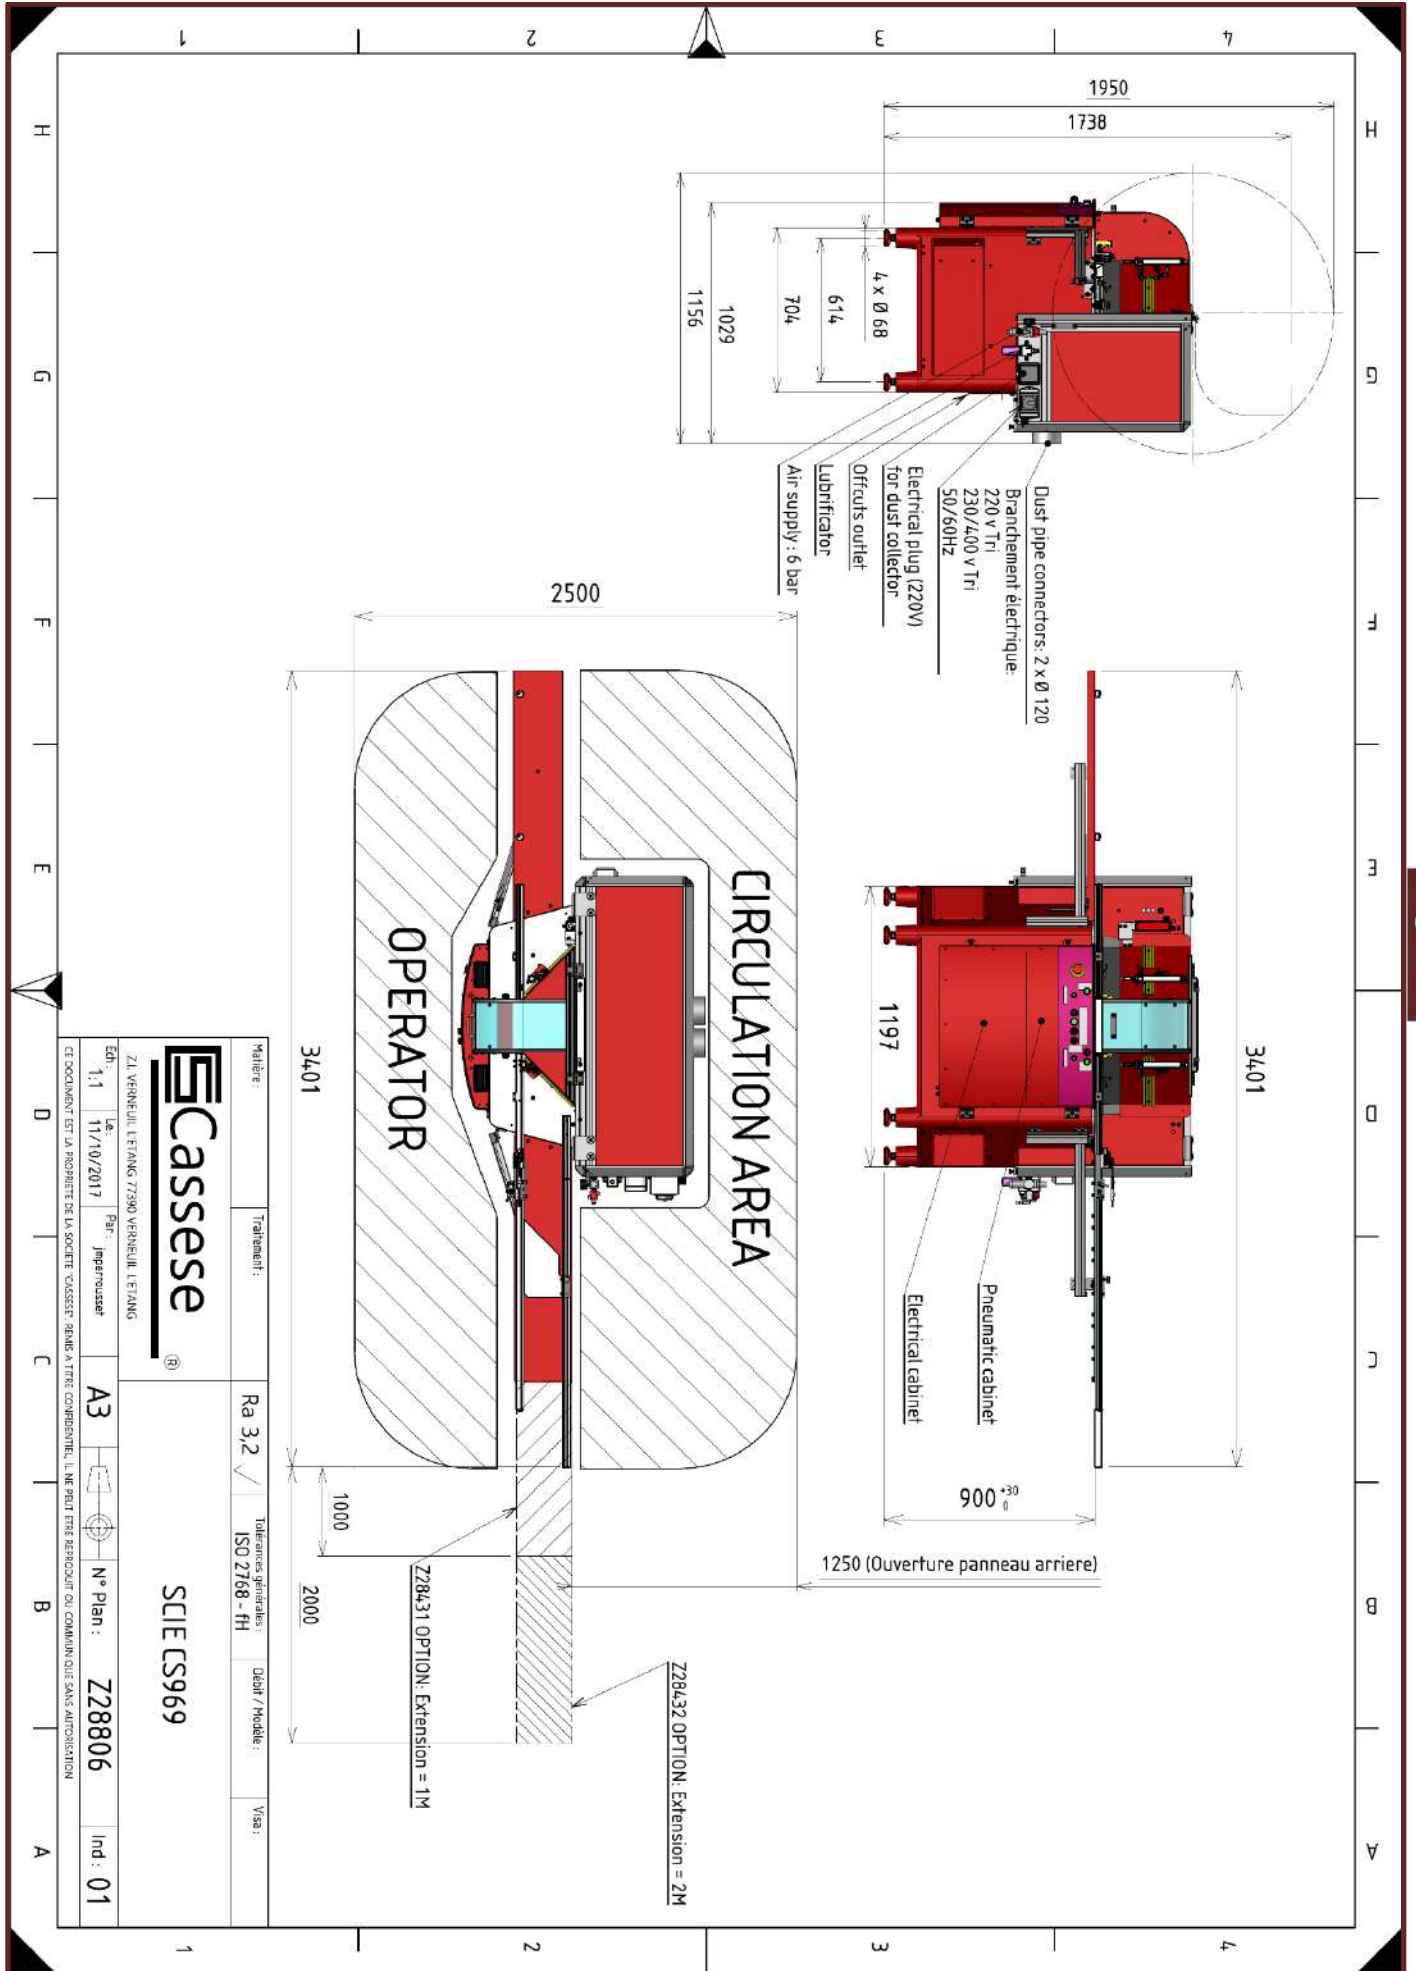 H
G
F
E
D
C
B
A
4
3
2
1
1950
1738
4 x Ø 68
614
704
1029
1156
Dust pipe connectors: 2 x Ø 120
Branchement électrique:
220 v Tri
230/400 v Tri
50/60Hz
Electrical plug (220V)
for dust collector
Offcuts outlet
Lubrificator
Air supply : 6 bar
3401
1197
900 +30 0
Pneumatic cabinet
Electrical cabinet
1250 (Ouverture panneau arriere)
2500
CIRCULATION AREA
OPERATOR
3401
1000
2000
Z28432 OPTION: Extension = 2M
Z28431 OPTION: Extension = 1M
Matière :
Traitement :
Ra 3,2
Tolérances générales :
ISO 2768 - fH
Débit / Modèle :
Visa :
Cassese ®
Z.I. VERNEUIL L'ETANG 77390 VERNEUIL L'ETANG
SCIE CS969
Ech :
1:1
Le :
11/10/2017
Par :
jmperrousset
A3
N° Plan :
Z28806
Ind : 01
CE DOCUMENT EST LA PROPRIETE DE LA SOCIETE "CASSESE". REMIS A TITRE CONFIDENTIEL, IL NE PEUT ETRE REPRODUIT OU COMMUNIQUE SANS AUTORISATION
H
G
F
E
D
C
B
A
4
3
2
1